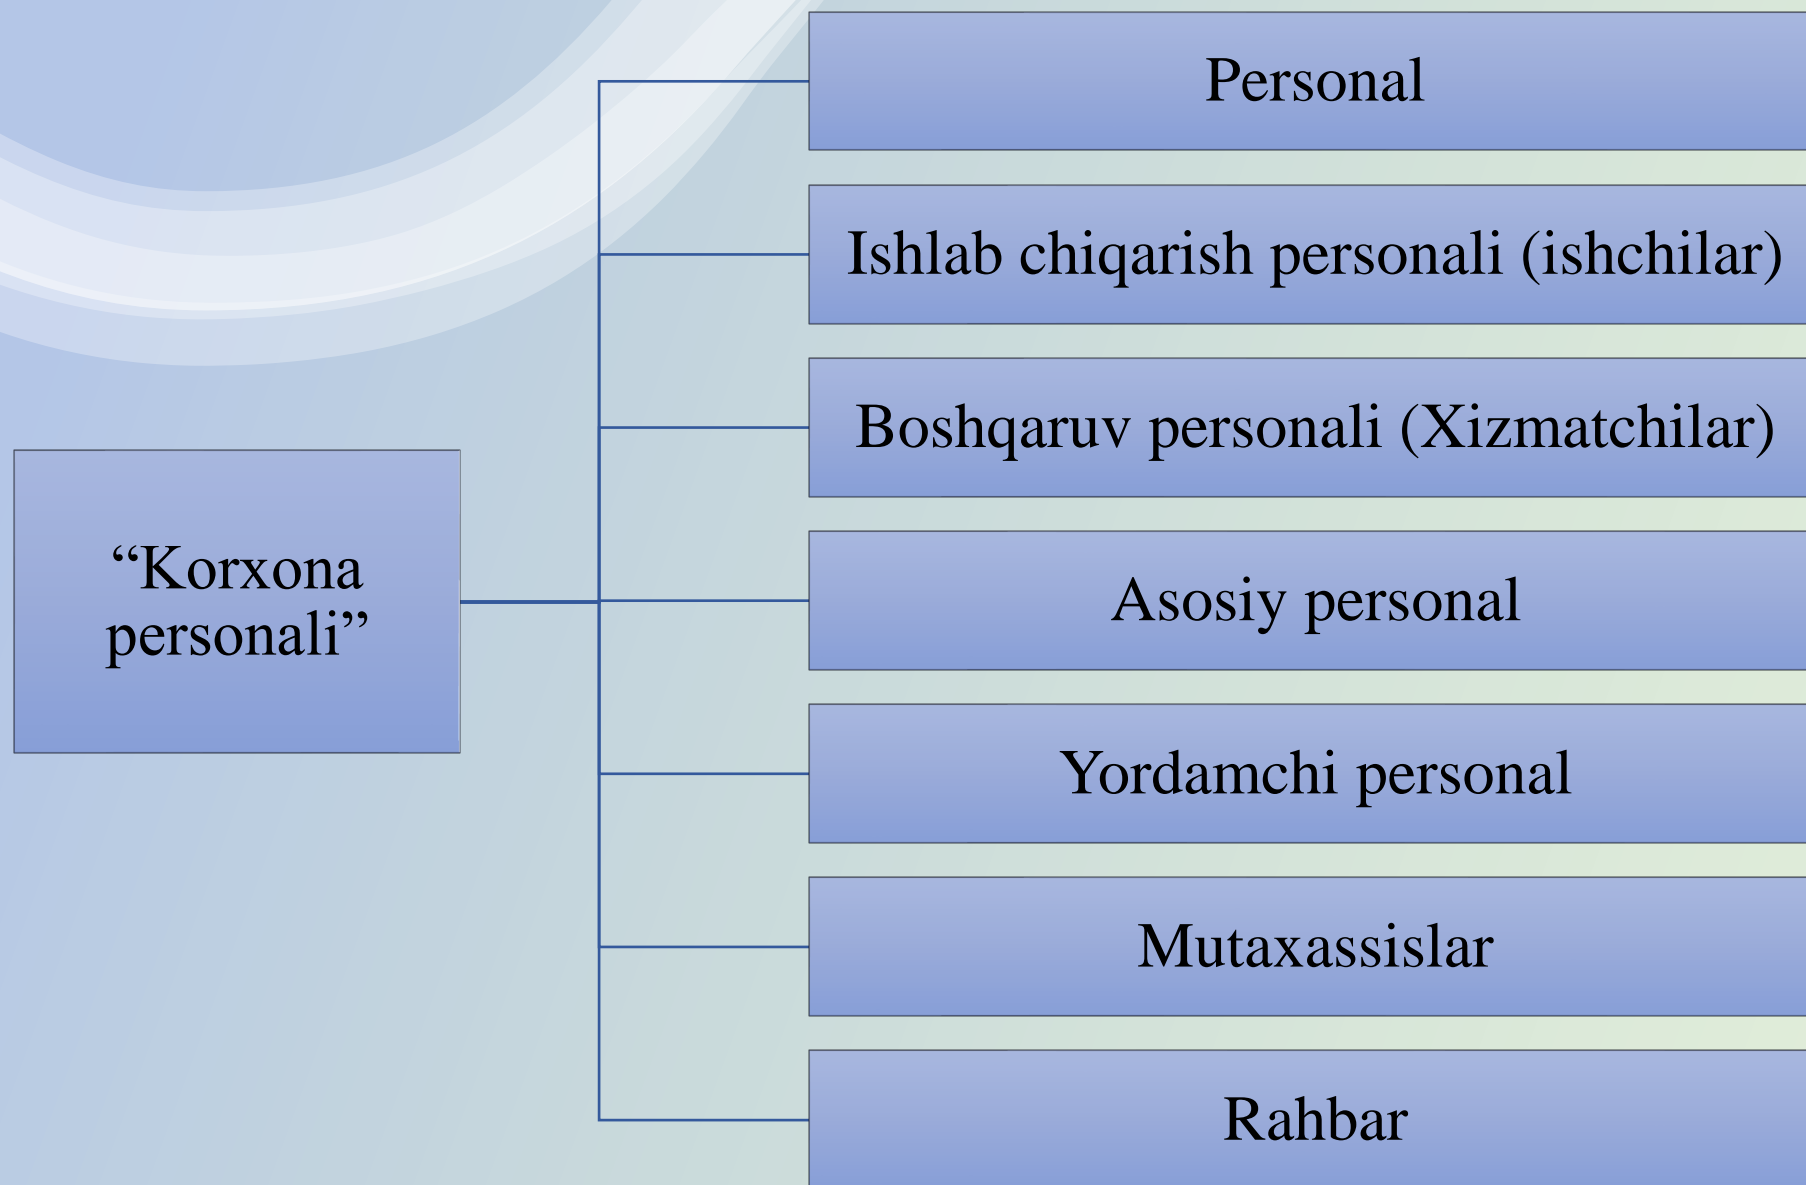 “Korxona
personali”
Personal
Ishlab chiqarish personali (ishchilar)
Boshqaruv personali (Xizmatchilar)
Asosiy personal
Yordamchi personal
Mutaxassislar
Rahbar